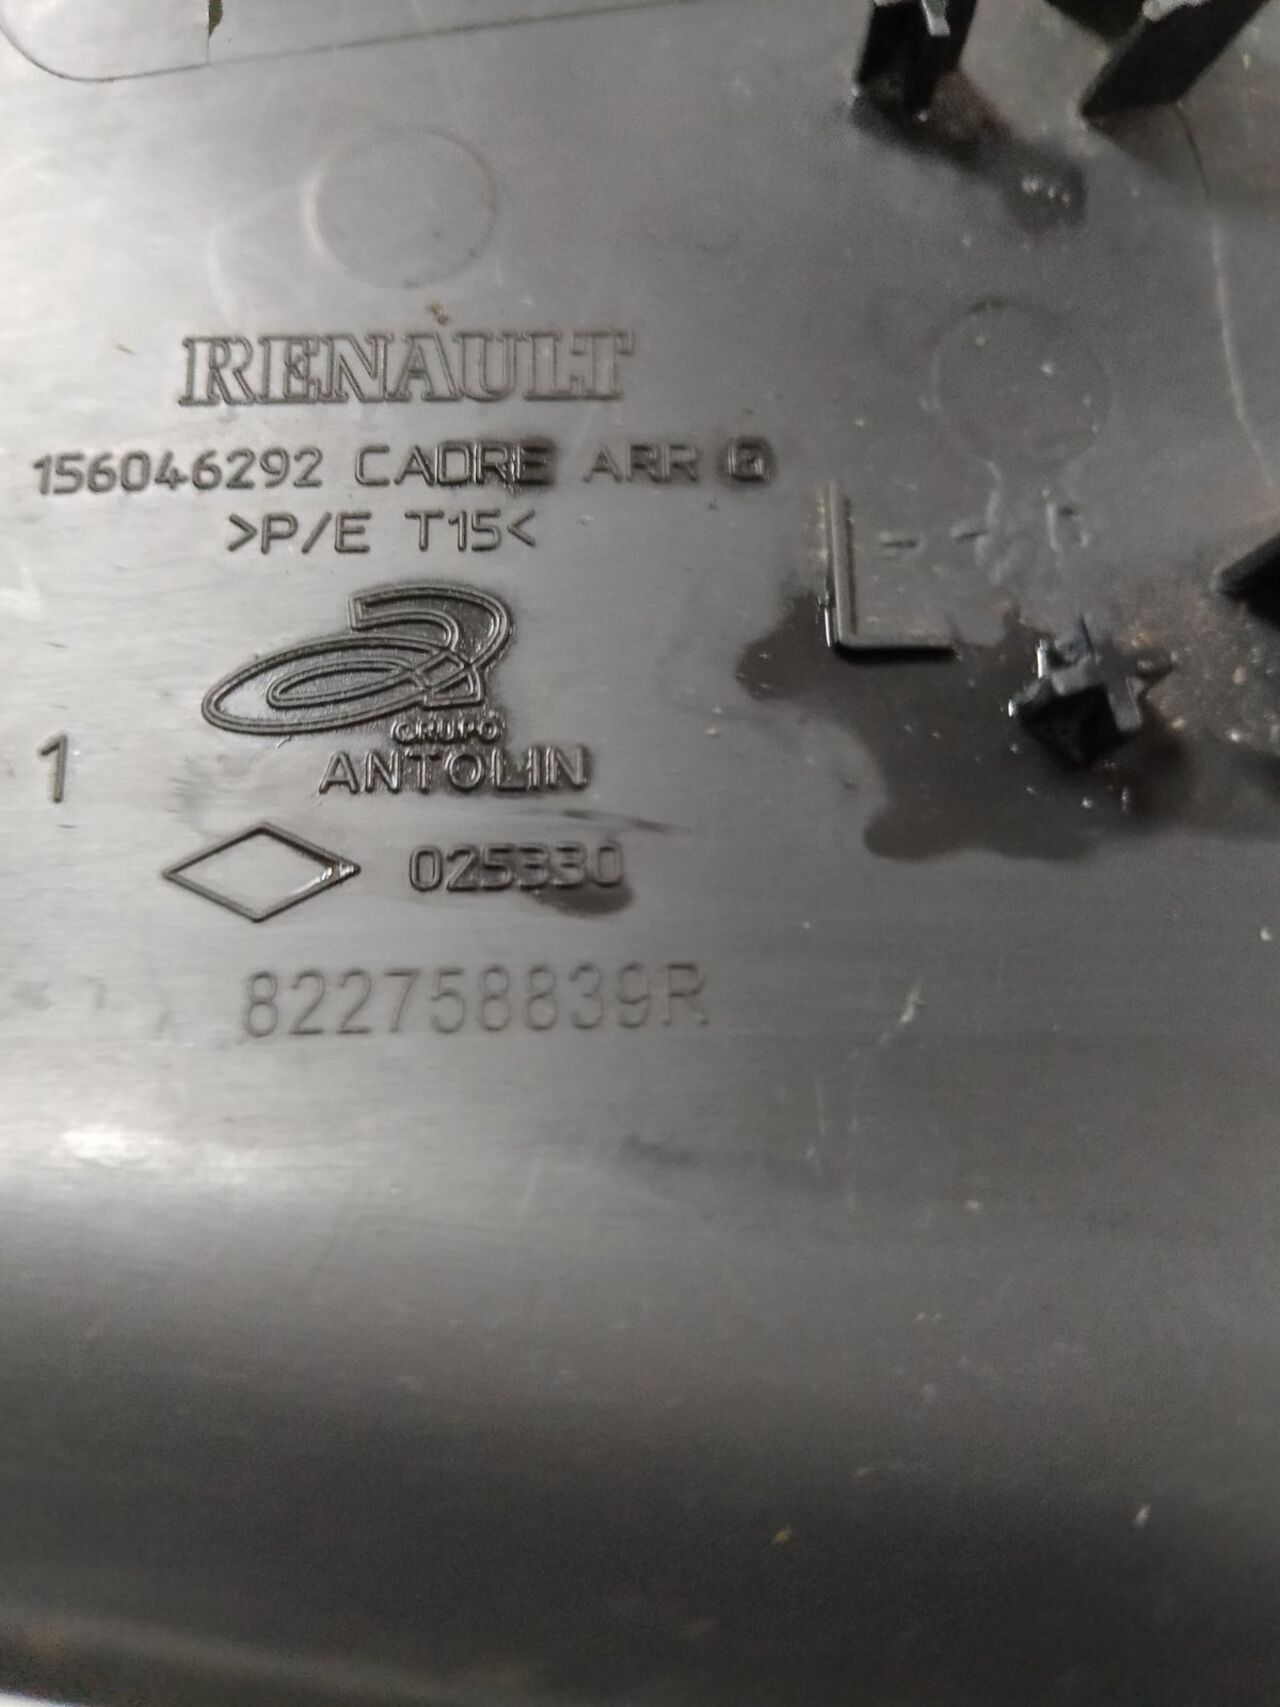 RENAULT
156046292 CADRE ARR G
>P/E T15<
GRUPO
ANTOLIN
1
025330
822758839R